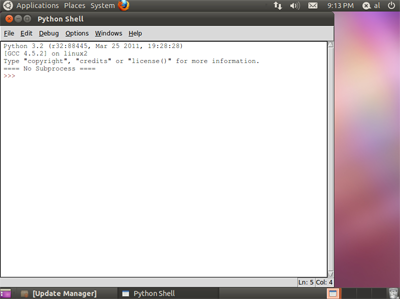 Applications Places System
9:13 PM
al
Python Shell
File Edit Debug Options Windows Help
Python 3.2 (r32:88445, Mar 25 2011, 19:28:28)
[GCC 4.5.2] on linux2
Type "copyright", "credits" or "license()" for more information.
==== No Subprocess ====
>>>
Ln: 5 Col: 4
[Update Manager]
Python Shell